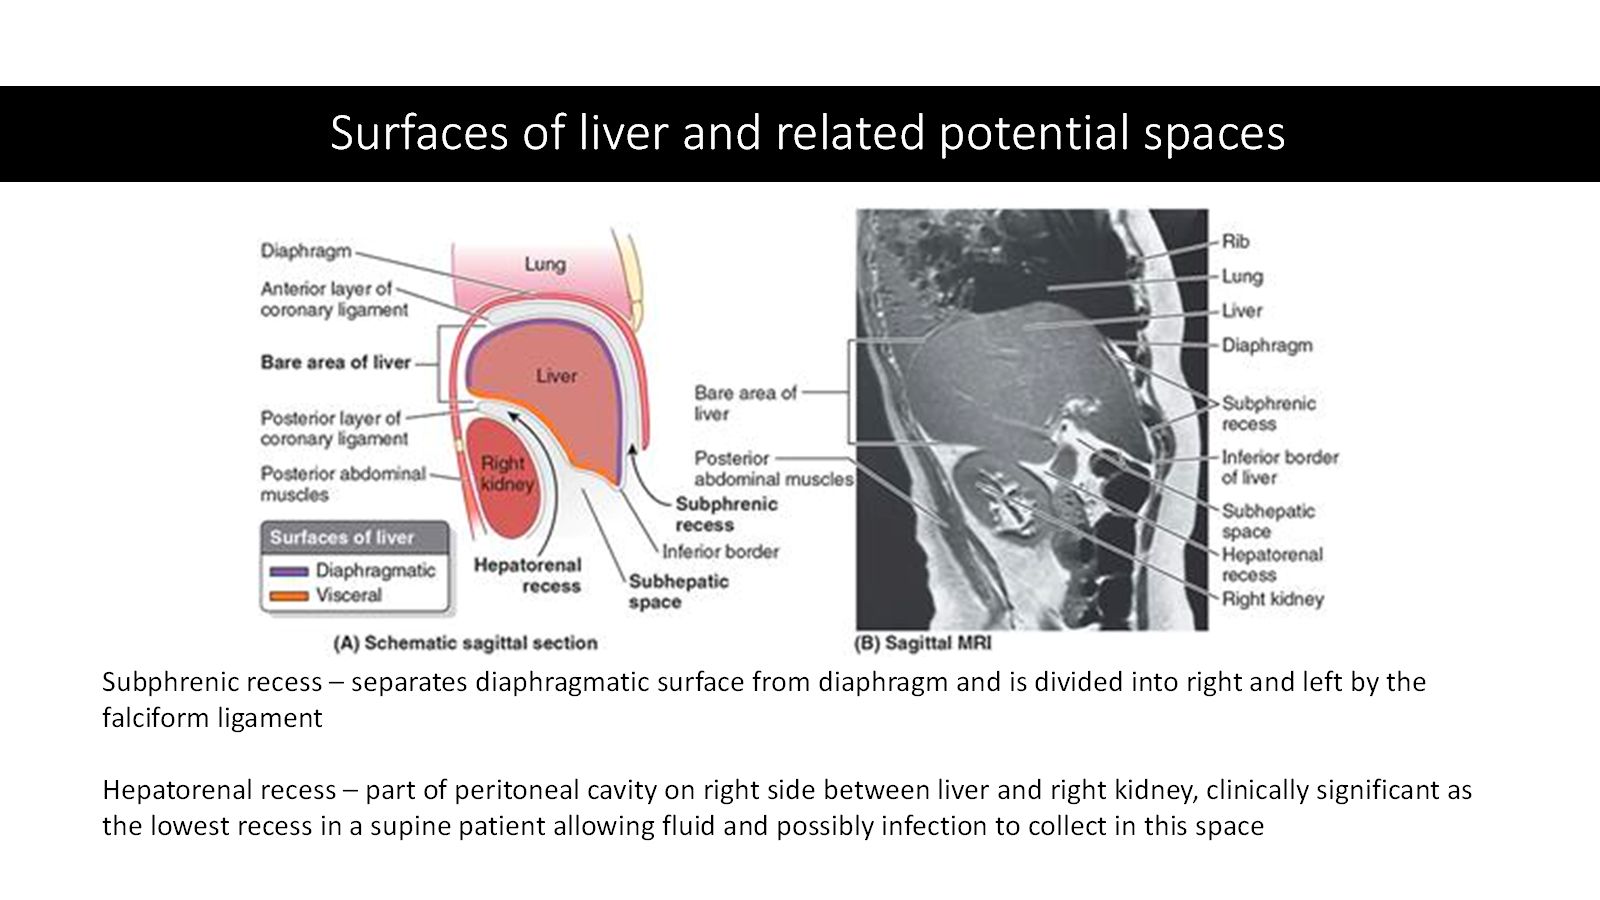 Surfaces of liver and related potential spaces
Diaphragm
Lung
Anterior layer of
coronary ligament
Bare area of liver
Liver
Posterior layer of
coronary ligament
Right
kidney
Posterior abdominal
muscles
Subphrenic
recess
Surfaces of liver
Diaphragmatic
Visceral
Inferior border
Hepatorenal
recess
Subhepatic
space
(A) Schematic sagittal section
Rib
Lung
Liver
Diaphragm
Bare area of
liver
Subphrenic
recess
Posterior
abdominal muscles
Inferior border
of liver
Subhepatic
space
Hepatorenal
recess
Right kidney
(B) Sagittal MRI
Subphrenic recess – separates diaphragmatic surface from diaphragm and is divided into right and left by the
falciform ligament
Hepatorenal recess – part of peritoneal cavity on right side between liver and right kidney, clinically significant as
the lowest recess in a supine patient allowing fluid and possibly infection to collect in this space